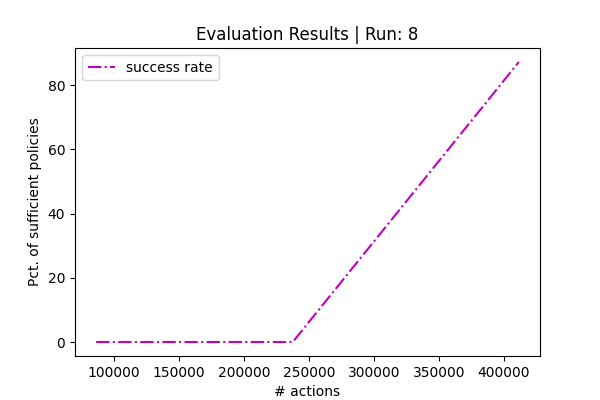 Evaluation Results | Run: 8
success rate
Pct. of sufficient policies
80
60
40
20
0
100000 150000 200000 250000 300000 350000 400000
# actions